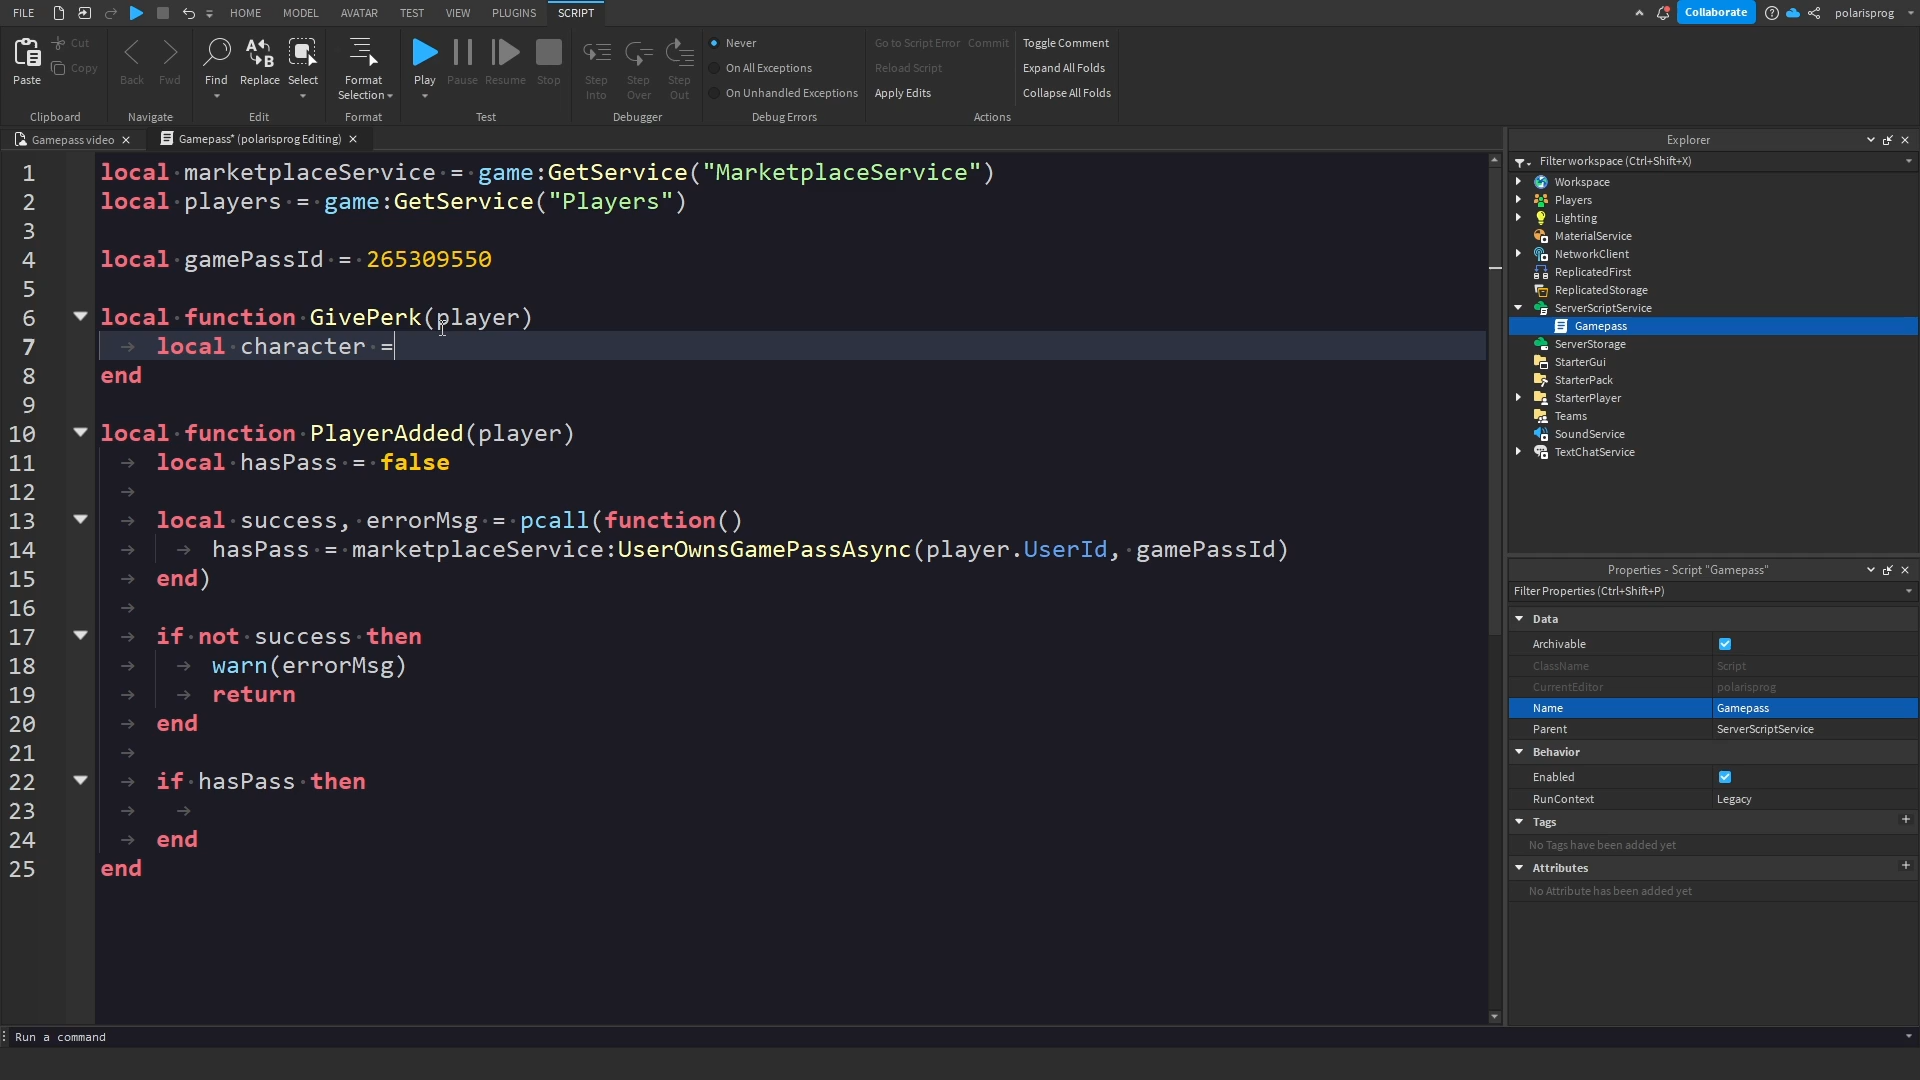 FILE HOME MODEL AVATAR TEST VIEW PLUGINS SCRIPT Collaborate polarisprog
Paste Cut Copy Back Fwd Find Replace Select Format Selection Play Pause Resume Stop Step Into Step Over Step Out
Never
On All Exceptions
On Unhandled Exceptions
Go to Script Error Commit
Reload Script
Apply Edits
Toggle Comment
Expand All Folds
Collapse All Folds
Clipboard Navigate Edit Format Test Debugger Debug Errors Actions
Gamepass video Gamepass* (polarisprog Editing)
1 local marketplaceService = game:GetService("MarketplaceService")
2 local players = game:GetService("Players")
3
4 local gamePassId = 265309550
5
6 local function GivePerk(player)
7 local character =
8 end
9
10 local function PlayerAdded(player)
11 local hasPass = false
12
13 local success, errorMsg = pcall(function()
14 hasPass = marketplaceService:UserOwnsGamePassAsync(player.UserId, gamePassId)
15 end)
16
17 if not success then
18 warn(errorMsg)
19 return
20 end
21
22 if hasPass then
23
24 end
25 end
Run a command
Explorer
Filter workspace (Ctrl+Shift+X)
Workspace
Players
Lighting
MaterialService
NetworkClient
ReplicatedFirst
ReplicatedStorage
ServerScriptService
Gamepass
ServerStorage
StarterGui
StarterPack
StarterPlayer
Teams
SoundService
TextChatService
Properties - Script "Gamepass"
Filter Properties (Ctrl+Shift+P)
Data
Archivable
ClassName Script
CurrentEditor polarisprog
Name Gamepass
Parent ServerScriptService
Behavior
Enabled
RunContext Legacy
Tags
No Tags have been added yet
Attributes
No Attribute has been added yet